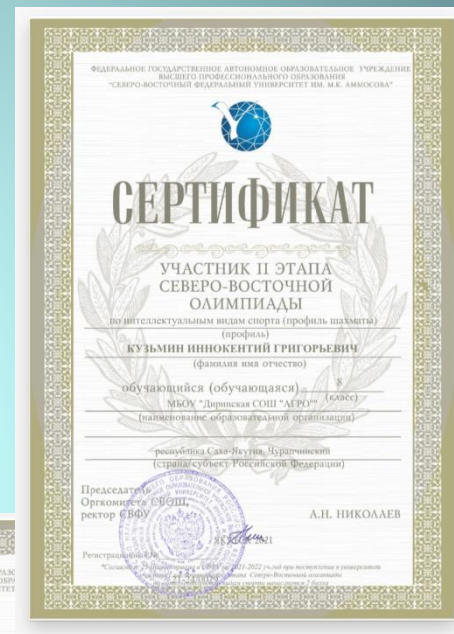 ФЕДЕРАЛЬНОЕ ГОСУДАРСТВЕННОЕ АВТОНОМНОЕ ОБРАЗОВАТЕЛЬНОЕ УЧРЕЖДЕНИЕ
ВЫСШЕГО ПРОФЕССИОНАЛЬНОГО ОБРАЗОВАНИЯ
"СЕВЕРО-ВОСТОЧНЫЙ ФЕДЕРАЛЬНЫЙ УНИВЕРСИТЕТ ИМ. М.К. АММОСОВА"
СЕРТИФИКАТ
УЧАСТНИК II ЭТАПА
СЕВЕРО-ВОСТОЧНОЙ
ОЛИМПИАДЫ
по интеллектуальным видам спорта (профиль шахматы)
(профиль)
КУЗЬМИН ИННОКЕНТИЙ ГРИГОРЬЕВИЧ
(фамилия имя отчество)
обучающийся (обучающаяся) 8
(класс)
МБОУ "Диринская СОШ "АГРО""
(наименование образовательной организации)
республика Саха-Якутия, Чурапчинский
(страна/субъект Российской Федерации)
Председатель
Оргкомитета СВОШ,
ректор СВФУ
А.Н. НИКОЛАЕВ
ЯКУТСК 2021